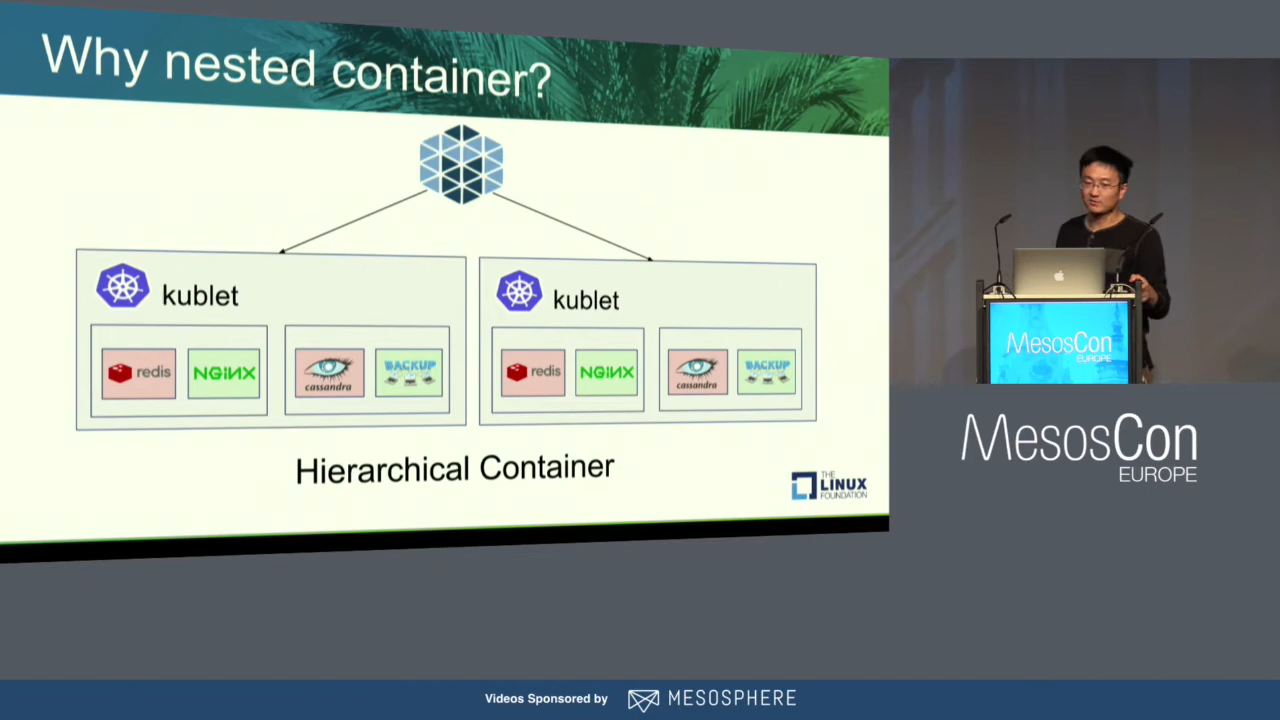 Why nested container?
kublet
kublet
redis
NGINX
cassandra
BACKUP
redis
NGINX
cassandra
BACKUP
Hierarchical Container
THE
LINUX
FOUNDATION
MesosCon
EUROPE
MesosCon
EUROPE
Videos Sponsored by
MESOSPHERE